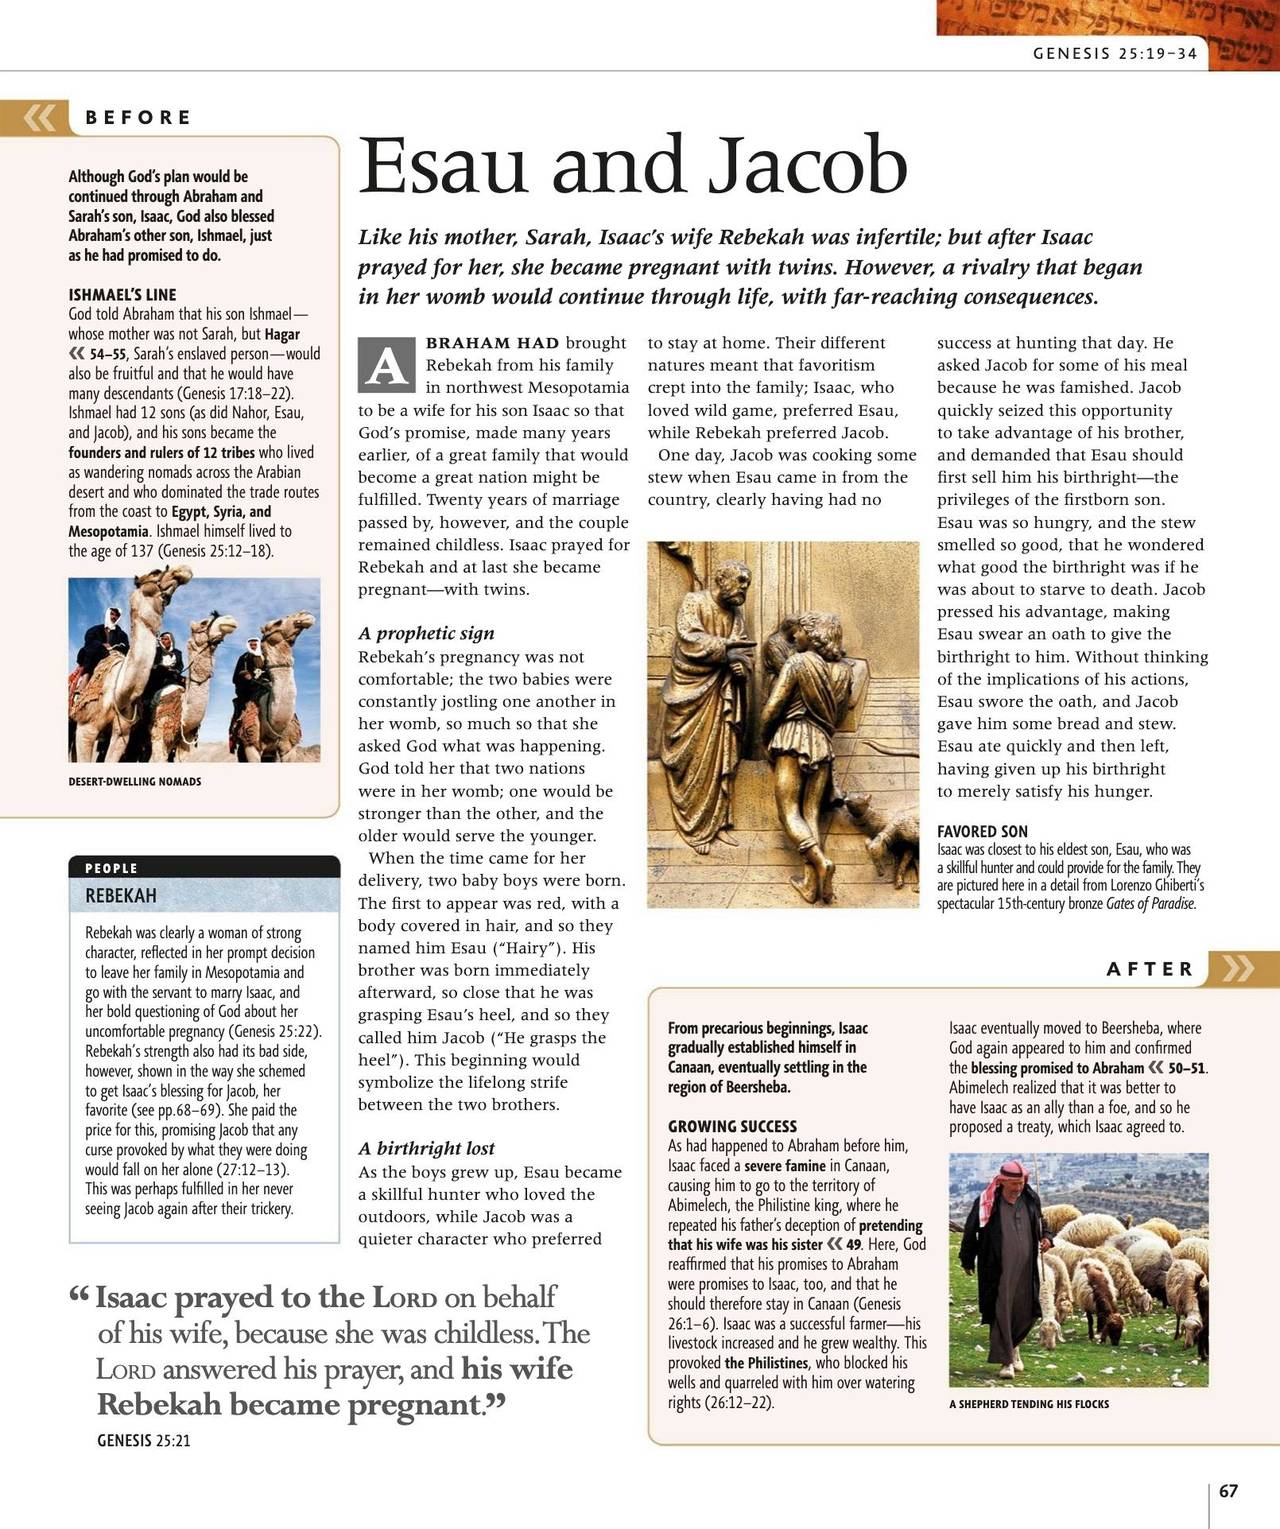 GENESIS 25:19–34
BEFORE
Although God's plan would be
continued through Abraham and
Sarah's son, Isaac, God also blessed
Abraham's other son, Ishmael, just
as he had promised to do.
ISHMAEL'S LINE
God told Abraham that his son Ishmael—
whose mother was not Sarah, but Hagar
« 54–55, Sarah's enslaved person—would
also be fruitful and that he would have
many descendants (Genesis 17:18–22).
Ishmael had 12 sons (as did Nahor, Esau,
and Jacob), and his sons became the
founders and rulers of 12 tribes who lived
as wandering nomads across the Arabian
desert and who dominated the trade routes
from the coast to Egypt, Syria, and
Mesopotamia. Ishmael himself lived to
the age of 137 (Genesis 25:12–18).
DESERT-DWELLING NOMADS
PEOPLE
REBEKAH
Rebekah was clearly a woman of strong
character, reflected in her prompt decision
to leave her family in Mesopotamia and
go with the servant to marry Isaac, and
her bold questioning of God about her
uncomfortable pregnancy (Genesis 25:22).
Rebekah's strength also had its bad side,
however, shown in the way she schemed
to get Isaac's blessing for Jacob, her
favorite (see pp.68–69). She paid the
price for this, promising Jacob that any
curse provoked by what they were doing
would fall on her alone (27:12–13).
This was perhaps fulfilled in her never
seeing Jacob again after their trickery.
Esau and Jacob
Like his mother, Sarah, Isaac's wife Rebekah was infertile; but after Isaac
prayed for her, she became pregnant with twins. However, a rivalry that began
in her womb would continue through life, with far-reaching consequences.
ABRAHAM HAD brought
Rebekah from his family
in northwest Mesopotamia
to be a wife for his son Isaac so that
God's promise, made many years
earlier, of a great family that would
become a great nation might be
fulfilled. Twenty years of marriage
passed by, however, and the couple
remained childless. Isaac prayed for
Rebekah and at last she became
pregnant—with twins.
A prophetic sign
Rebekah's pregnancy was not
comfortable; the two babies were
constantly jostling one another in
her womb, so much so that she
asked God what was happening.
God told her that two nations
were in her womb; one would be
stronger than the other, and the
older would serve the younger.
When the time came for her
delivery, two baby boys were born.
The first to appear was red, with a
body covered in hair, and so they
named him Esau (“Hairy”). His
brother was born immediately
afterward, so close that he was
grasping Esau's heel, and so they
called him Jacob (“He grasps the
heel”). This beginning would
symbolize the lifelong strife
between the two brothers.
A birthright lost
As the boys grew up, Esau became
a skillful hunter who loved the
outdoors, while Jacob was a
quieter character who preferred
to stay at home. Their different
natures meant that favoritism
crept into the family; Isaac, who
loved wild game, preferred Esau,
while Rebekah preferred Jacob.
One day, Jacob was cooking some
stew when Esau came in from the
country, clearly having had no
success at hunting that day. He
asked Jacob for some of his meal
because he was famished. Jacob
quickly seized this opportunity
to take advantage of his brother,
and demanded that Esau should
first sell him his birthright—the
privileges of the firstborn son.
Esau was so hungry, and the stew
smelled so good, that he wondered
what good the birthright was if he
was about to starve to death. Jacob
pressed his advantage, making
Esau swear an oath to give the
birthright to him. Without thinking
of the implications of his actions,
Esau swore the oath, and Jacob
gave him some bread and stew.
Esau ate quickly and then left,
having given up his birthright
to merely satisfy his hunger.
FAVORED SON
Isaac was closest to his eldest son, Esau, who was
a skillful hunter and could provide for the family. They
are pictured here in a detail from Lorenzo Ghiberti's
spectacular 15th-century bronze Gates of Paradise.
“Isaac prayed to the LORD on behalf
of his wife, because she was childless. The
LORD answered his prayer, and his wife
Rebekah became pregnant.”
GENESIS 25:21
AFTER
From precarious beginnings, Isaac
gradually established himself in
Canaan, eventually settling in the
region of Beersheba.
GROWING SUCCESS
As had happened to Abraham before him,
Isaac faced a severe famine in Canaan,
causing him to go to the territory of
Abimelech, the Philistine king, where he
repeated his father's deception of pretending
that his wife was his sister « 49. Here, God
reaffirmed that his promises to Abraham
were promises to Isaac, too, and that he
should therefore stay in Canaan (Genesis
26:1–6). Isaac was a successful farmer—his
livestock increased and he grew wealthy. This
provoked the Philistines, who blocked his
wells and quarreled with him over watering
rights (26:12–22).
Isaac eventually moved to Beersheba, where
God again appeared to him and confirmed
the blessing promised to Abraham « 50–51.
Abimelech realized that it was better to
have Isaac as an ally than a foe, and so he
proposed a treaty, which Isaac agreed to.
A SHEPHERD TENDING HIS FLOCKS
67